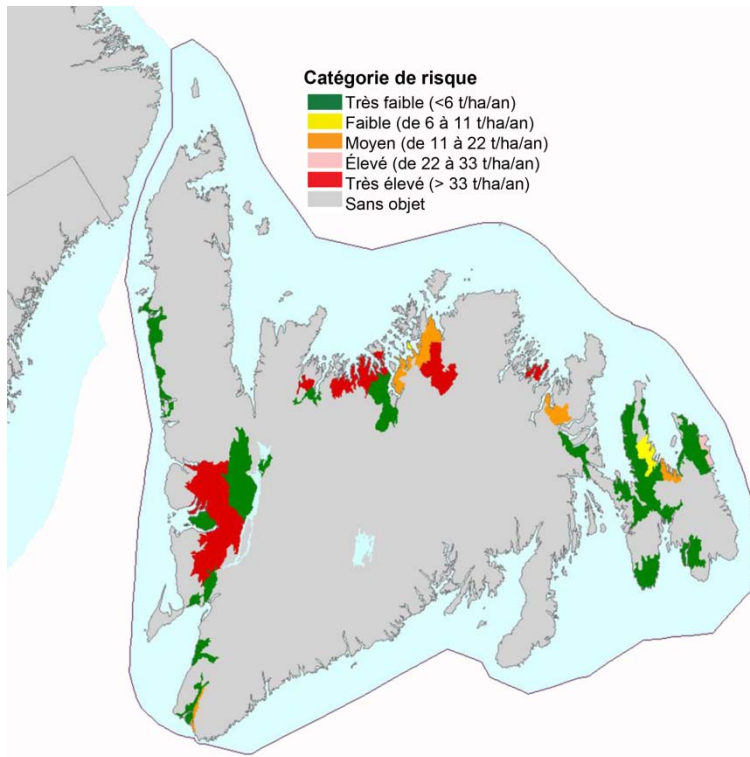 Catégorie de risque
Très faible (<6 t/ha/an)
Faible (de 6 à 11 t/ha/an)
Moyen (de 11 à 22 t/ha/an)
Élevé (de 22 à 33 t/ha/an)
Très élevé (> 33 t/ha/an)
Sans objet